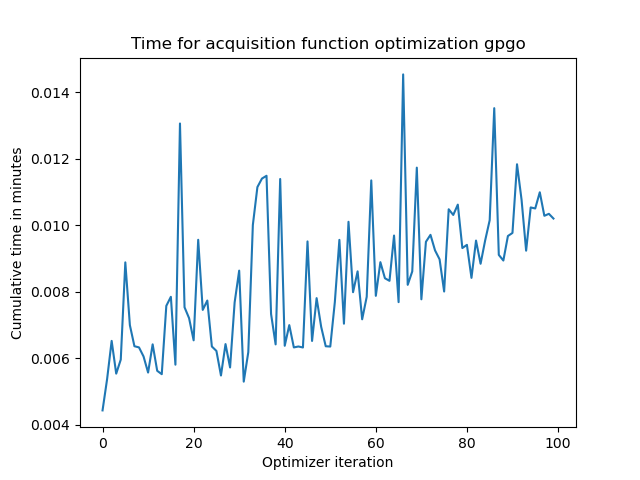 Time for acquisition function optimization gpgo
0.014
0.012
0.010
0.008
0.006
0.004
Cumulative time in minutes
0 20 40 60 80 100
Optimizer iteration